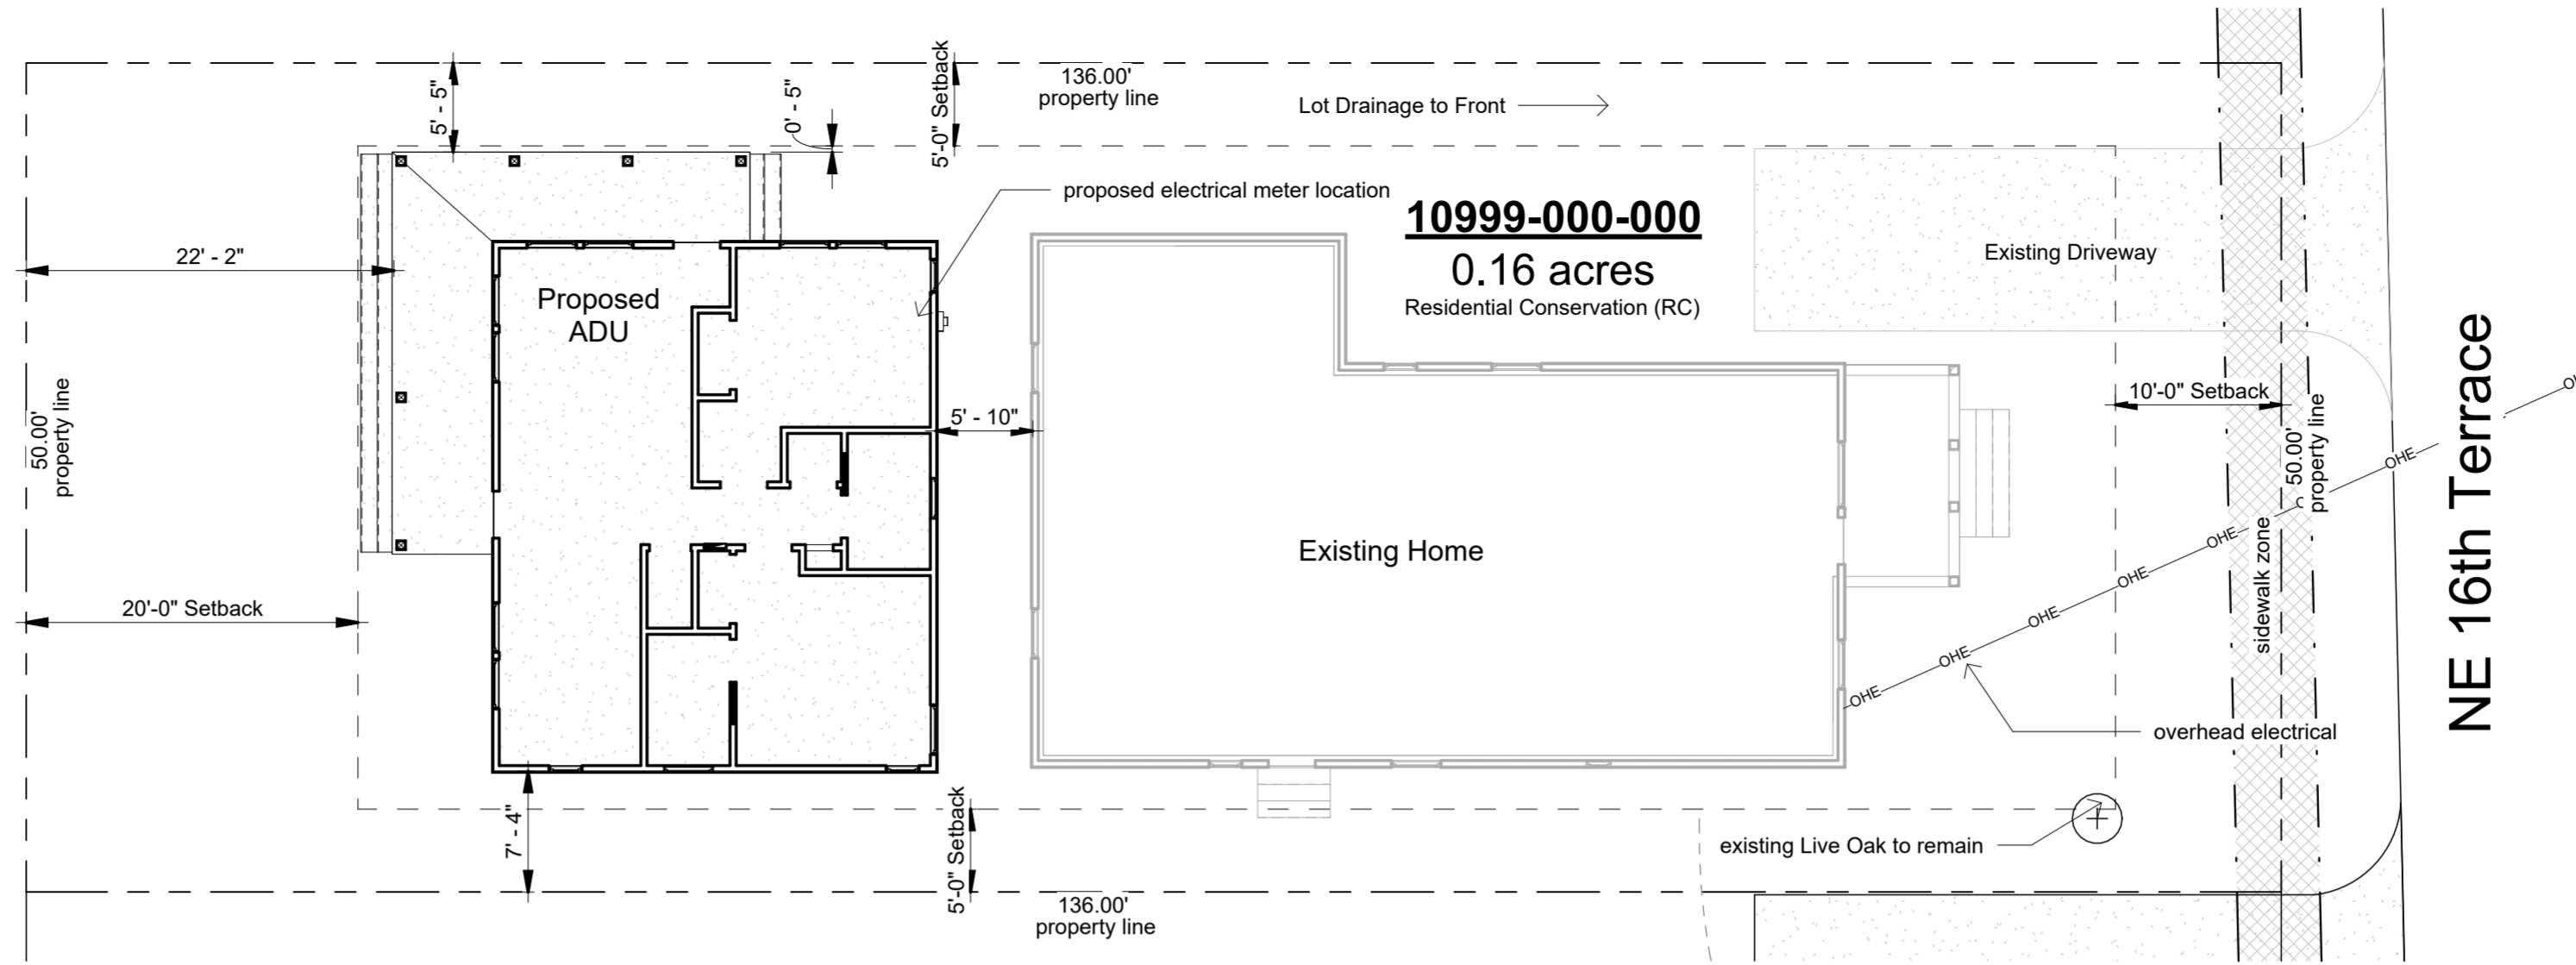 136.00'
property line
5'-0" Setback
5' - 5"
0' - 5"
Lot Drainage to Front
proposed electrical meter location
10999-000-000
0.16 acres
Residential Conservation (RC)
Existing Driveway
22' - 2"
Proposed
ADU
50.00'
property line
5' - 10"
10'-0" Setback
50.00'
property line
NE 16th Terrace
sidewalk zone
OHE
OHE
OHE
OHE
OHE
OHE
Existing Home
20'-0" Setback
overhead electrical
7' - 4"
5'-0" Setback
existing Live Oak to remain
136.00'
property line